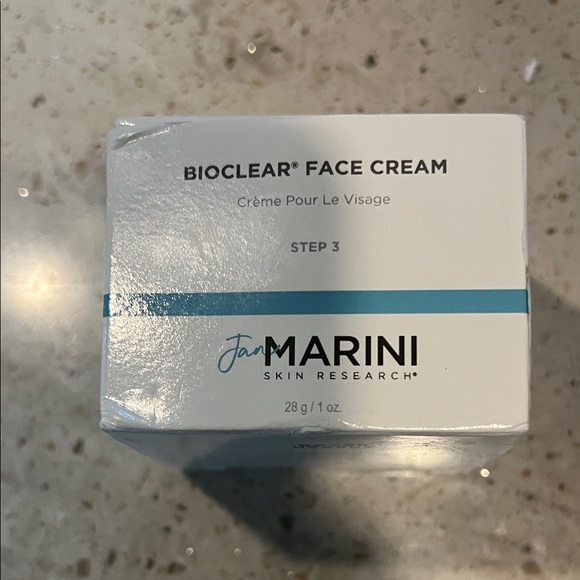 BIOCLEAR® FACE CREAM
Crème Pour Le Visage
STEP 3
Jan MARINI
SKIN RESEARCH®
28 g / 1 oz.